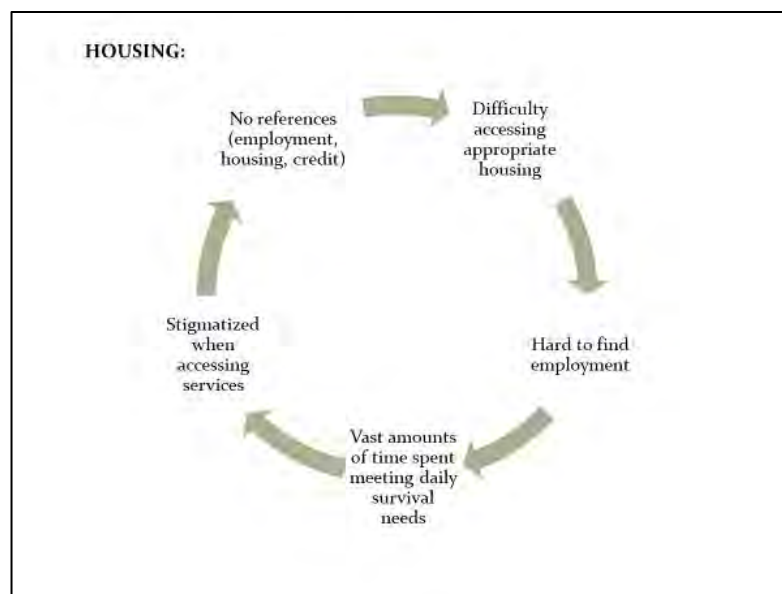 HOUSING:
No references
(employment,
housing, credit)
Difficulty
accessing
appropriate
housing
Hard to find
employment
Vast amounts
of time spent
meeting daily
survival
needs
Stigmatized
when
accessing
services